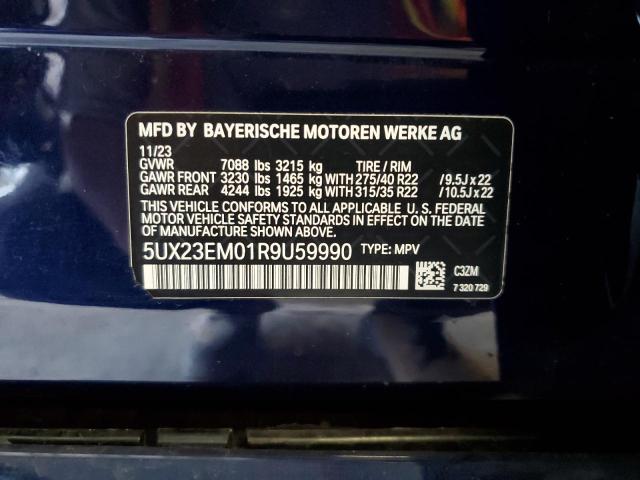 MFD BY BAYERISCHE MOTOREN WERKE AG
11/23
GVWR 7088 lbs 3215 kg TIRE / RIM
GAWR FRONT 3230 lbs 1465 kg WITH 275/40 R22 /9.5J x 22
GAWR REAR 4244 lbs 1925 kg WITH 315/35 R22 /10.5J x 22
THIS VEHICLE CONFORMS TO ALL APPLICABLE U. S. FEDERAL
MOTOR VEHICLE SAFETY STANDARDS IN EFFECT ON THE DATE
OF MANUFACTURE SHOWN ABOVE.
5UX23EM01R9U59990 TYPE: MPV
C3ZM
7 320 729